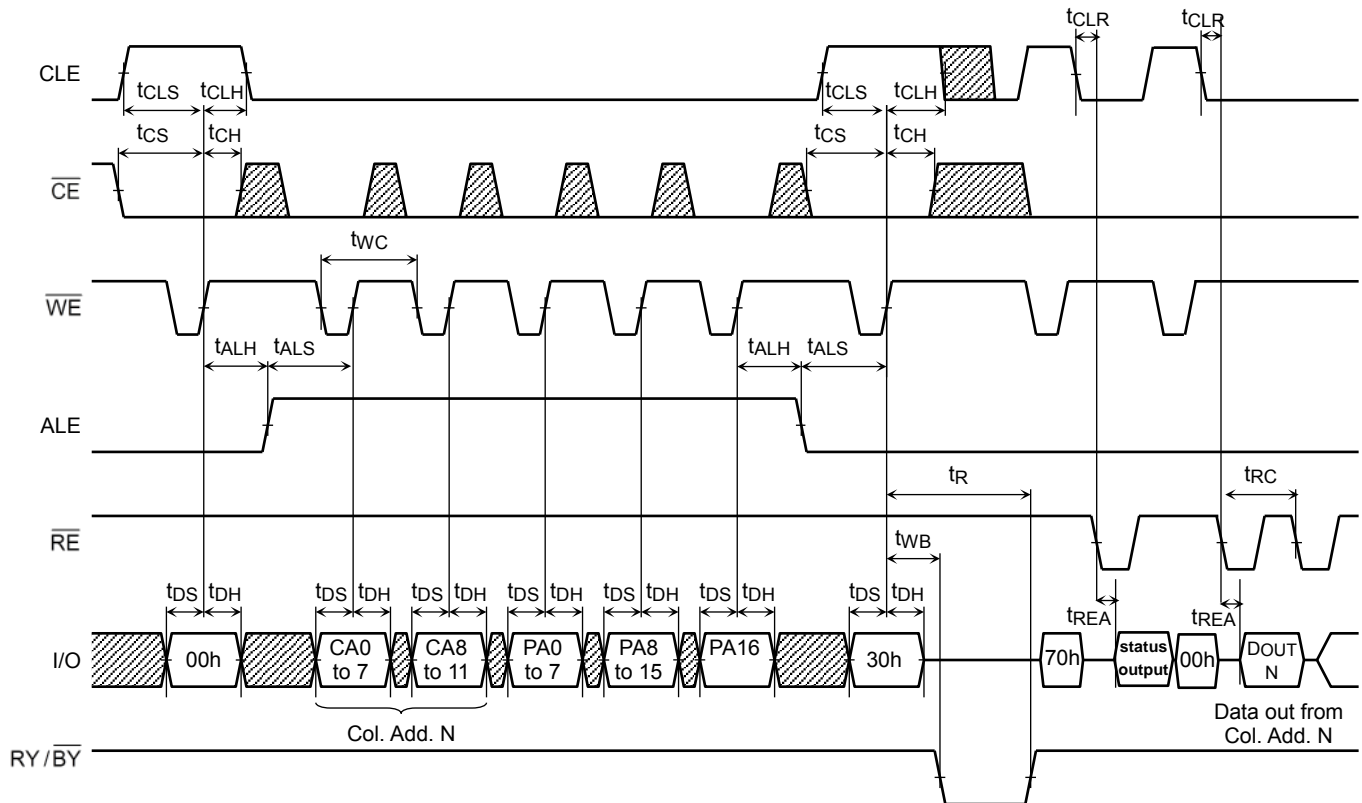 tCLR
tCLR
CLE
tCLS
tCLH
tCLS
tCLH
tCS
tCH
tCS
tCH
CE
tWC
WE
tALH
tALS
tALH
tALS
ALE
tR
tRC
RE
tWB
tDS
tDH
tDS
tDH
tDS
tDH
tDS
tDH
tDS
tDH
tDS
tDH
tDS
tDH
tREA
tREA
I/O
00h
CA0
to 7
CA8
to 11
PA0
to 7
PA8
to 15
PA16
30h
70h
status
output
00h
DOUT
N
Col. Add. N
Data out from
Col. Add. N
RY/BY